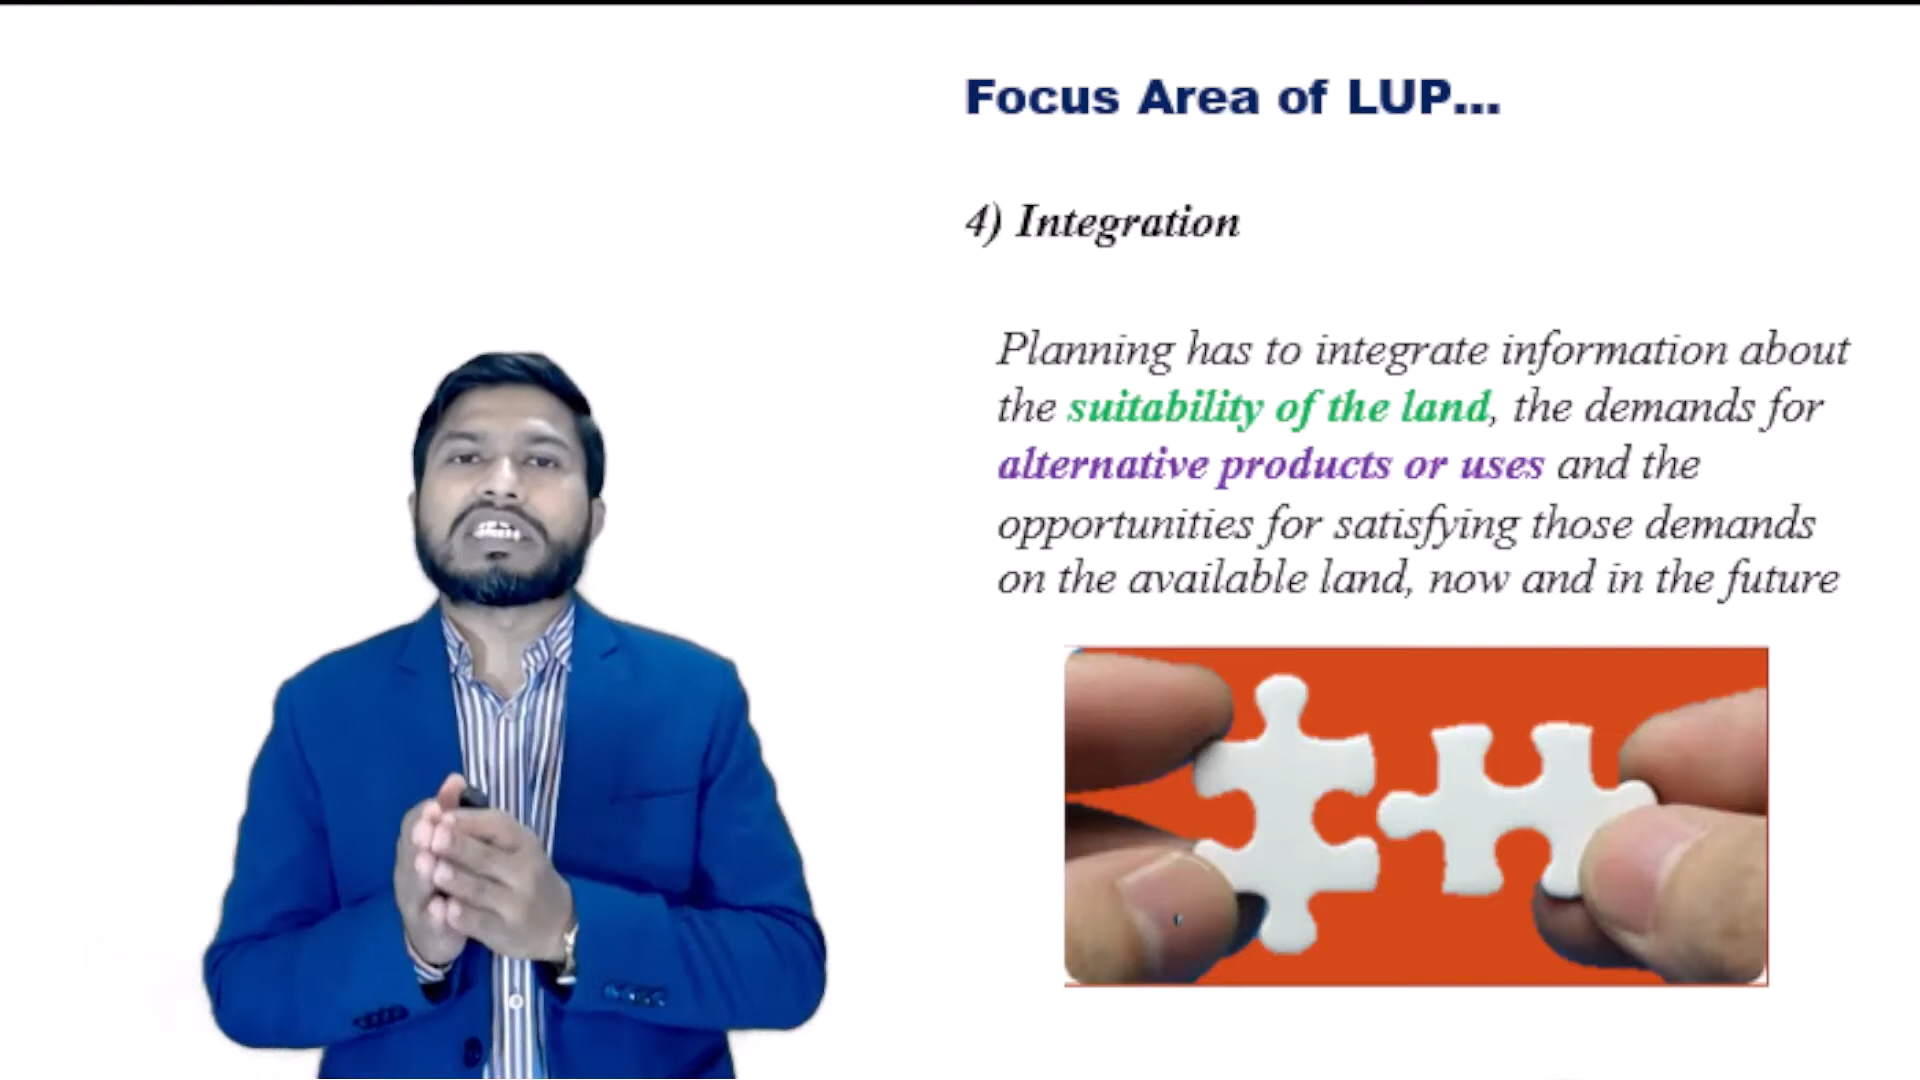 Focus Area of LUP...
4) Integration
Planning has to integrate information about
the suitability of the land, the demands for
alternative products or uses and the
opportunities for satisfying those demands
on the available land, now and in the future